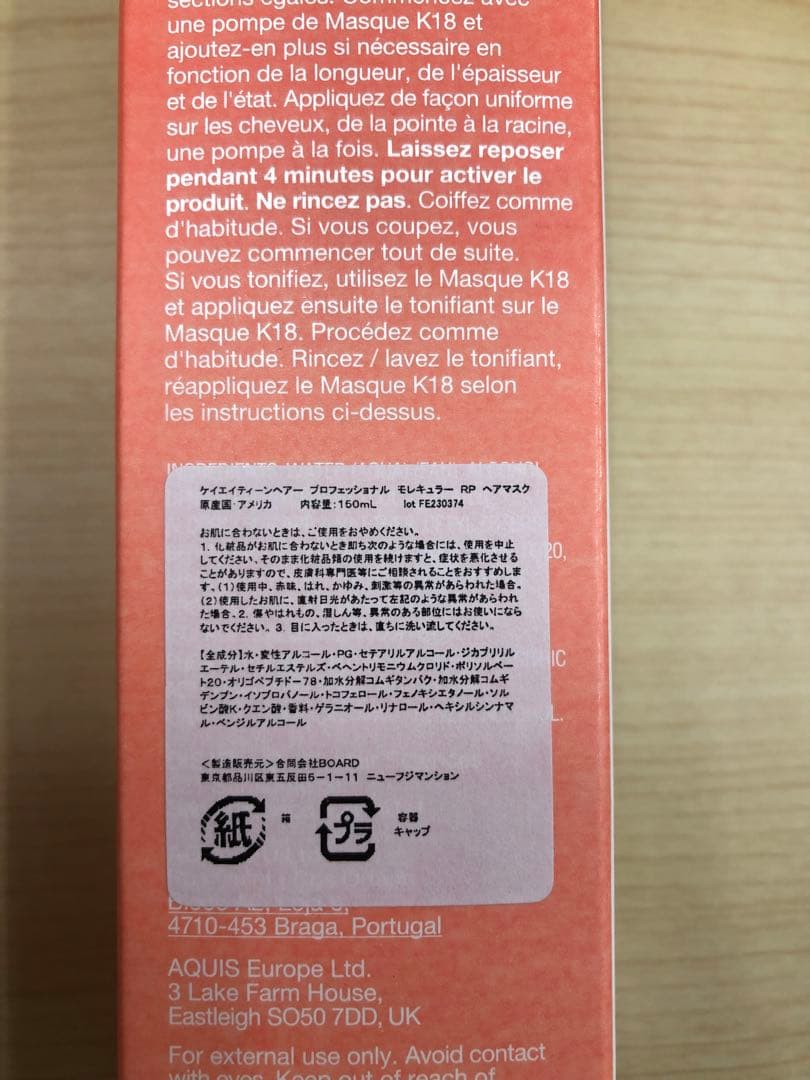 sections égales. Commencez avec
une pompe de Masque K18 et
ajoutez-en plus si nécessaire en
fonction de la longueur, de l'épaisseur
et de l'état. Appliquez de façon uniforme
sur les cheveux, de la pointe à la racine,
une pompe à la fois. Laissez reposer
pendant 4 minutes pour activer le
produit. Ne rincez pas. Coiffez comme
d'habitude. Si vous coupez, vous
pouvez commencer tout de suite.
Si vous tonifiez, utilisez le Masque K18
et appliquez ensuite le tonifiant sur le
Masque K18. Procédez comme
d'habitude. Rincez / lavez le tonifiant,
réappliquez le Masque K18 selon
les instructions ci-dessus.
ケイエイティーンヘアー プロフェッショナル モレキュラー RP ヘアマスク
原産国・アメリカ 内容量:150mL lot FE230374
お肌に合わないときは、ご使用をおやめください。
1. 化粧品がお肌に合わないとき即ち次のような場合には、使用を中止
してください、そのまま化粧品類の使用を続けますと、症状を悪化させる
ことがありますので、皮膚科専門医等にご相談されることをおすすめしま
す、(1)使用中、赤味、はれ、かゆみ、刺激等の異常があらわれた場合。
(2)使用したお肌に、直射日光があたって左記のような異常があらわれ
た場合、2. 傷やはれもの、湿しん等、異常のある部位にはお使いになら
ないでください。3. 目に入ったときは、直ちに洗い流してください。
20,
【全成分】水・変性アルコール・PG・セテアリルアルコール・ジカプリリル
エーテル・セチルエステルズ・ベヘントリモニウムクロリド・ポリソルベー
ト20・オリゴペプチドー78・加水分解コムギタンパク・加水分解コムギ
デンプン・イソプロパノール・トコフェロール・フェノキシエタノール・ソル
ビン酸K・クエン酸・香料・ゲラニオール・リナロール・ヘキシルシンナマ
ル・ベンジルアルコール
IC
L.
<製造販売元>合同会社BOARD
東京都品川区東五反田5-1-11 ニューフジマンション
紙 箱 プラ 容器
キャップ
4710-453 Braga, Portugal
AQUIS Europe Ltd.
3 Lake Farm House,
Eastleigh SO50 7DD, UK
For external use only. Avoid contact
with eyes. Keep out of reach of